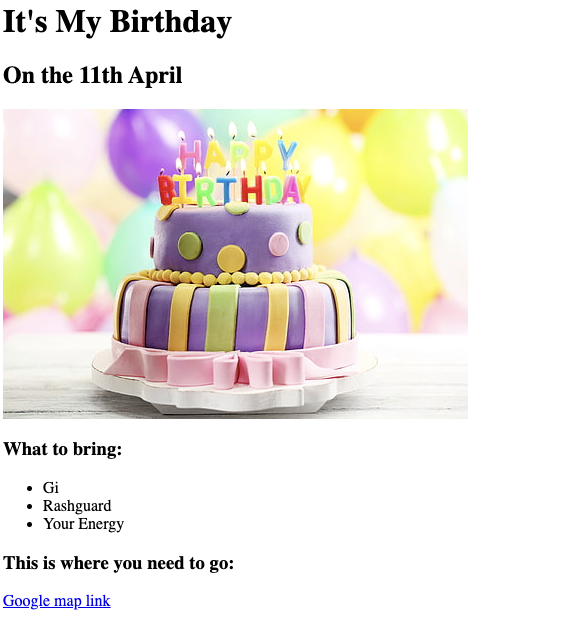 It's My Birthday
On the 11th April
HAPPY
BIRTHDAY
What to bring:
Gi
Rashguard
Your Energy
This is where you need to go:
Google map link